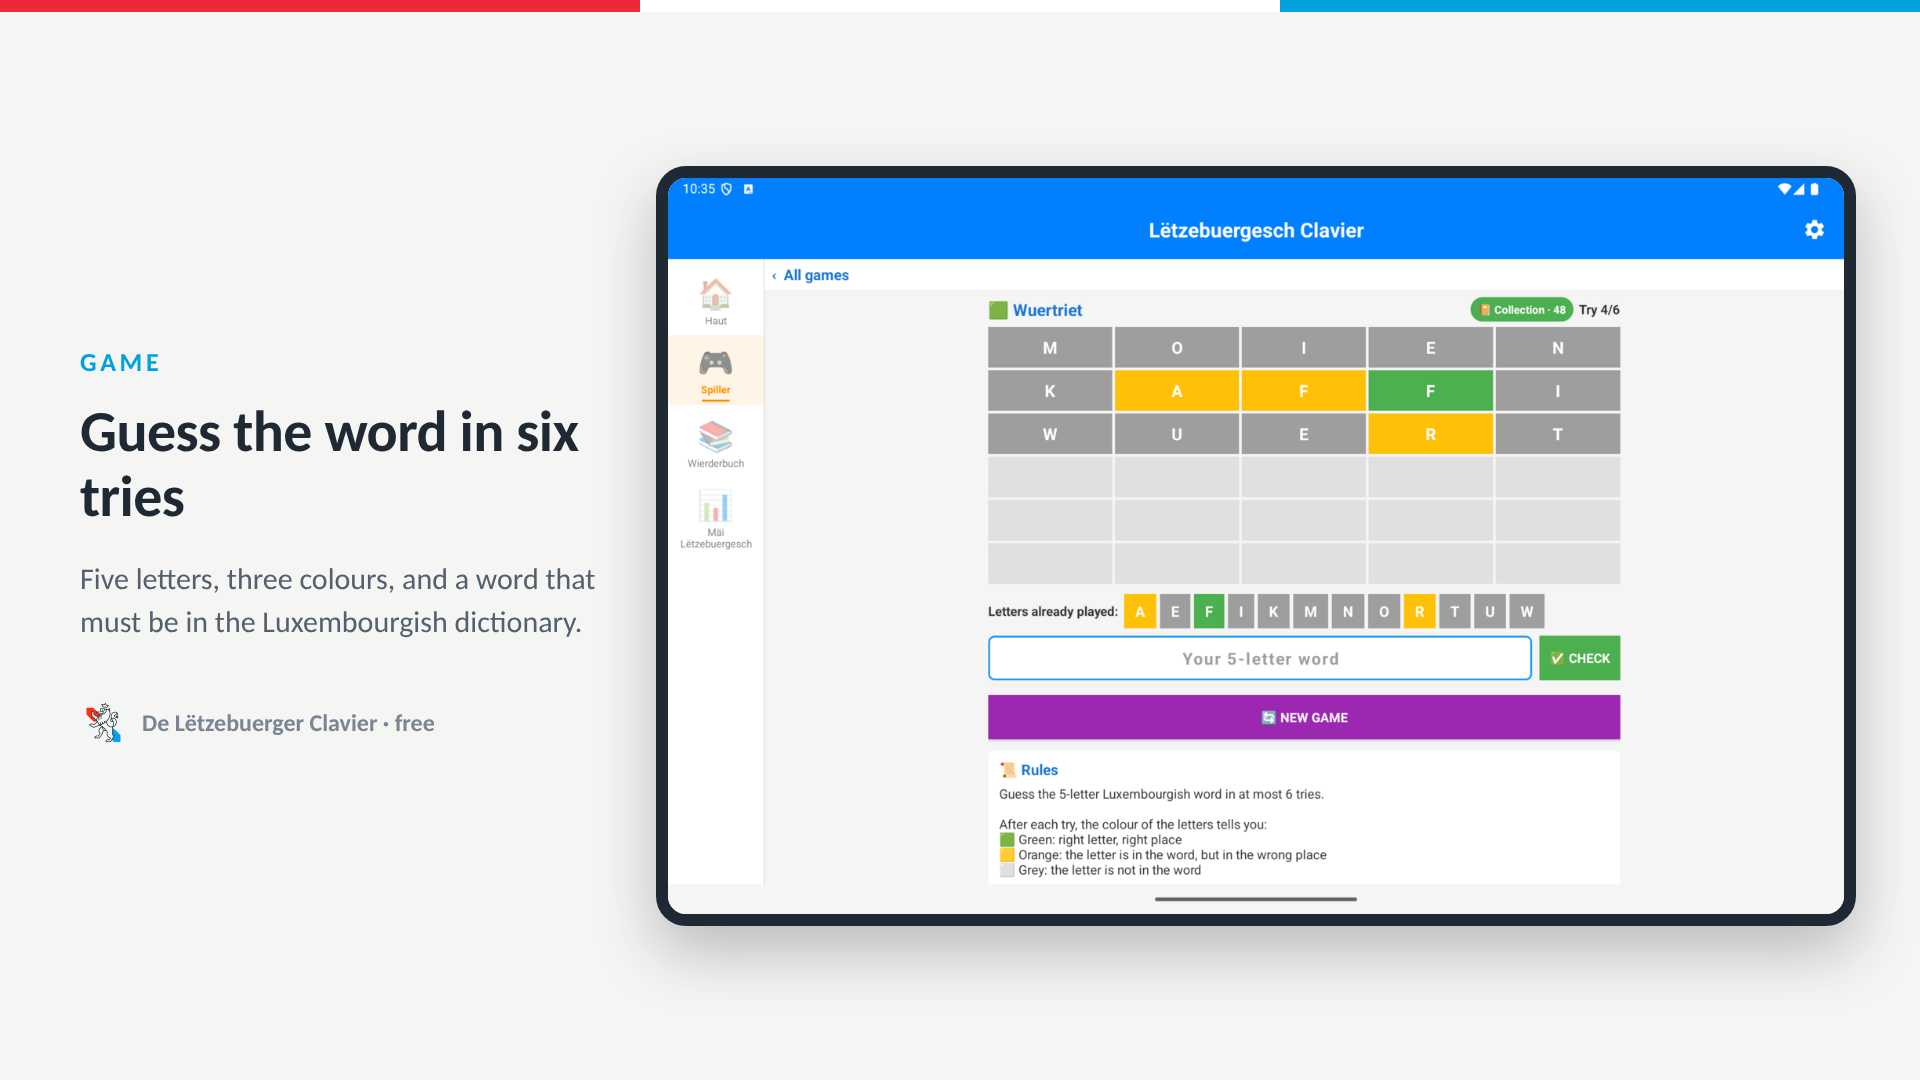 GAME
Guess the word in six
tries
Five letters, three colours, and a word that
must be in the Luxembourgish dictionary.
De Lëtzebuerger Clavier · free
10:35
Lëtzebuergesch Clavier
Haut
Spiller
Wierderbuch
Mäi
Lëtzebuergesch
‹ All games
Wuertriet
Collection · 48 Try 4/6
M O I E N
K A F F I
W U E R T
Letters already played: A E F I K M N O R T U W
Your 5-letter word
CHECK
NEW GAME
Rules
Guess the 5-letter Luxembourgish word in at most 6 tries.
After each try, the colour of the letters tells you:
Green: right letter, right place
Orange: the letter is in the word, but in the wrong place
Grey: the letter is not in the word